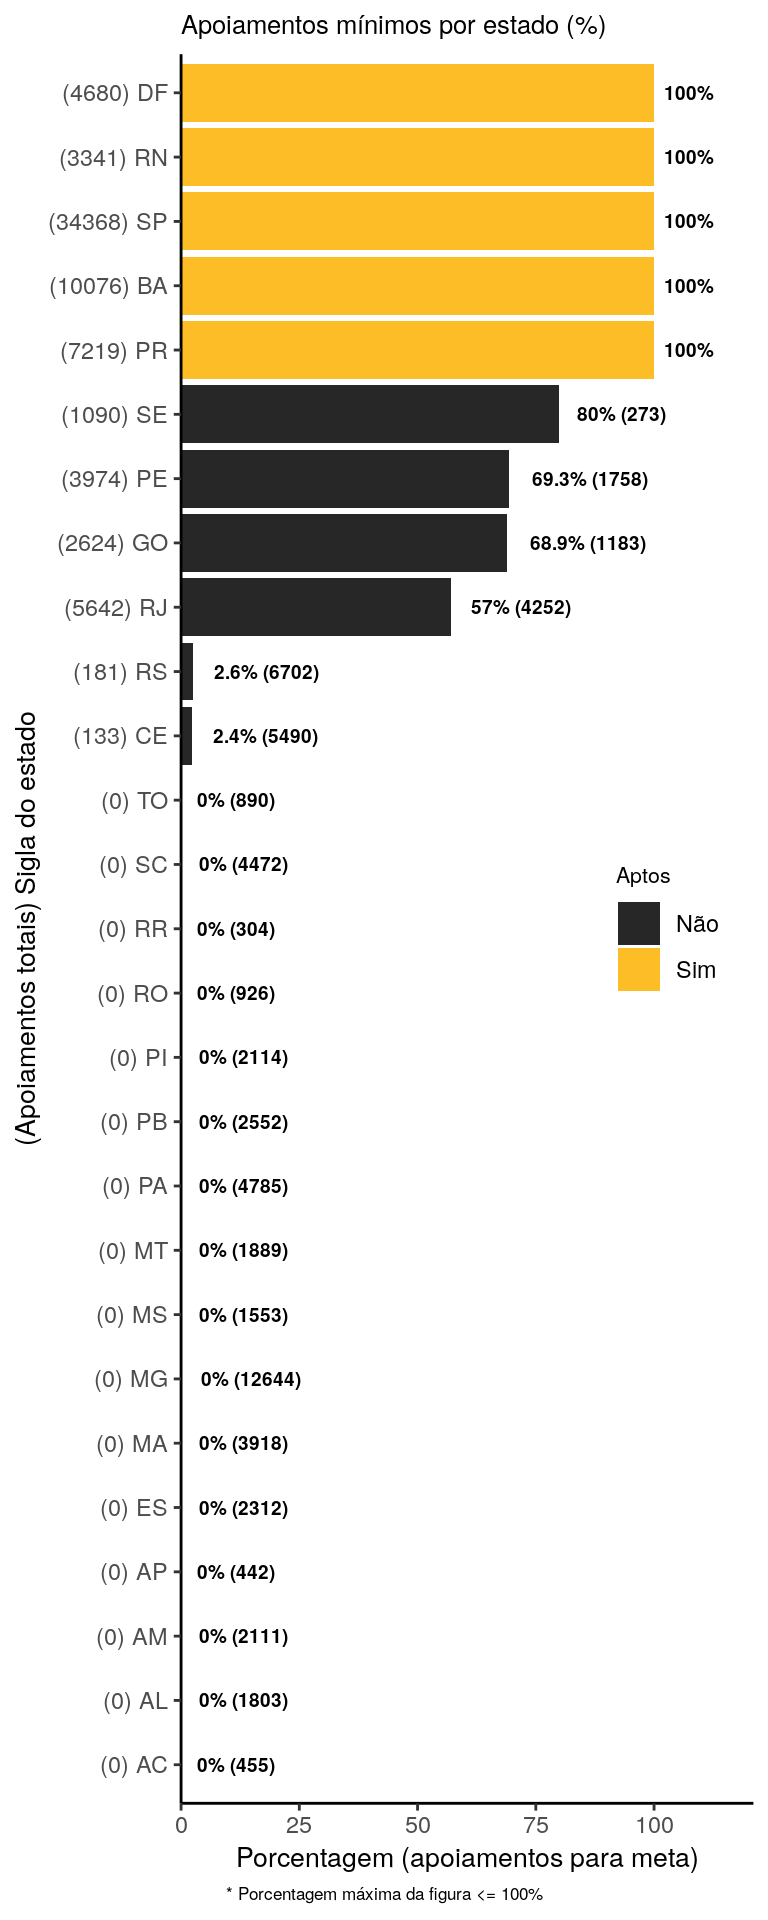 Apoiamentos mínimos por estado (%)
(4680) DF 100%
(3341) RN 100%
(34368) SP 100%
(10076) BA 100%
(7219) PR 100%
(1090) SE 80% (273)
(3974) PE 69.3% (1758)
(2624) GO 68.9% (1183)
(5642) RJ 57% (4252)
(181) RS 2.6% (6702)
(133) CE 2.4% (5490)
(0) TO 0% (890)
(0) SC 0% (4472)
(0) RR 0% (304)
(0) RO 0% (926)
(0) PI 0% (2114)
(0) PB 0% (2552)
(0) PA 0% (4785)
(0) MT 0% (1889)
(0) MS 0% (1553)
(0) MG 0% (12644)
(0) MA 0% (3918)
(0) ES 0% (2312)
(0) AP 0% (442)
(0) AM 0% (2111)
(0) AL 0% (1803)
(0) AC 0% (455)
(Apoiamentos totais) Sigla do estado
Aptos
Não
Sim
0 25 50 75 100
Porcentagem (apoiamentos para meta)
* Porcentagem máxima da figura <= 100%